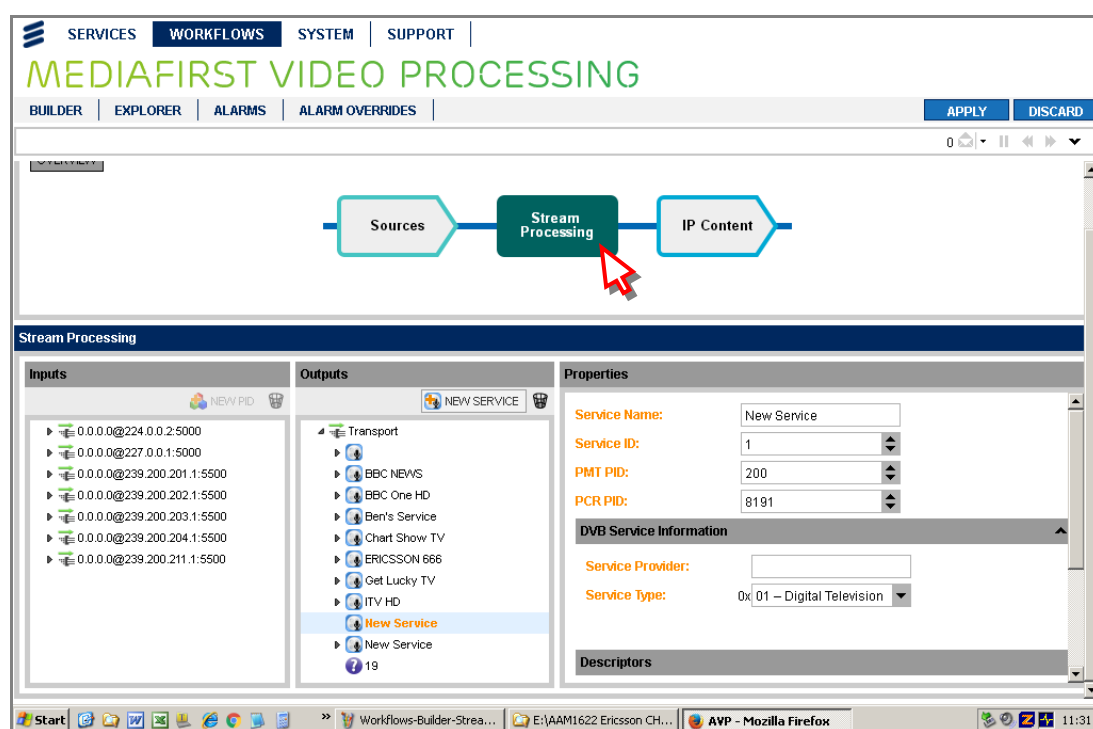 SERVICES WORKFLOWS SYSTEM SUPPORT
MEDIAFIRST VIDEO PROCESSING
BUILDER EXPLORER ALARMS ALARM OVERRIDES APPLY DISCARD
0
OVERVIEW
Sources
Stream Processing
IP Content
Stream Processing
Inputs Outputs Properties
NEW PID NEW SERVICE
0.0.0.0@224.0.0.2:5000
0.0.0.0@227.0.0.1:5000
0.0.0.0@239.200.201.1:5500
0.0.0.0@239.200.202.1:5500
0.0.0.0@239.200.203.1:5500
0.0.0.0@239.200.204.1:5500
0.0.0.0@239.200.211.1:5500
Transport
BBC NEWS
BBC One HD
Ben's Service
Chart Show TV
ERICSSON 666
Get Lucky TV
ITV HD
New Service
New Service
19
Service Name: New Service
Service ID: 1
PMT PID: 200
PCR PID: 8191
DVB Service Information
Service Provider:
Service Type: 0x 01 – Digital Television
Descriptors
Start » Workflows-Builder-Strea... E:\AAM1622 Ericsson CH... AVP - Mozilla Firefox 11:31